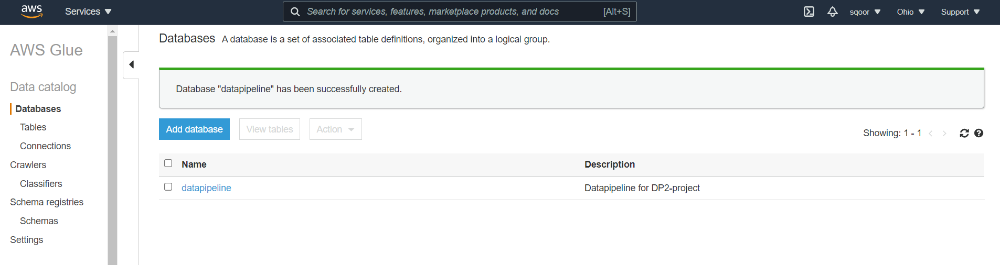 aws Services Search for services, features, marketplace products, and docs [Alt+S] sqoor Ohio Support
AWS Glue
Data catalog
Databases
Tables
Connections
Crawlers
Classifiers
Schema registries
Schemas
Settings
Databases A database is a set of associated table definitions, organized into a logical group.
Database "datapipeline" has been successfully created.
Add database View tables Action
Showing: 1 - 1
Name Description
datapipeline Datapipeline for DP2-project